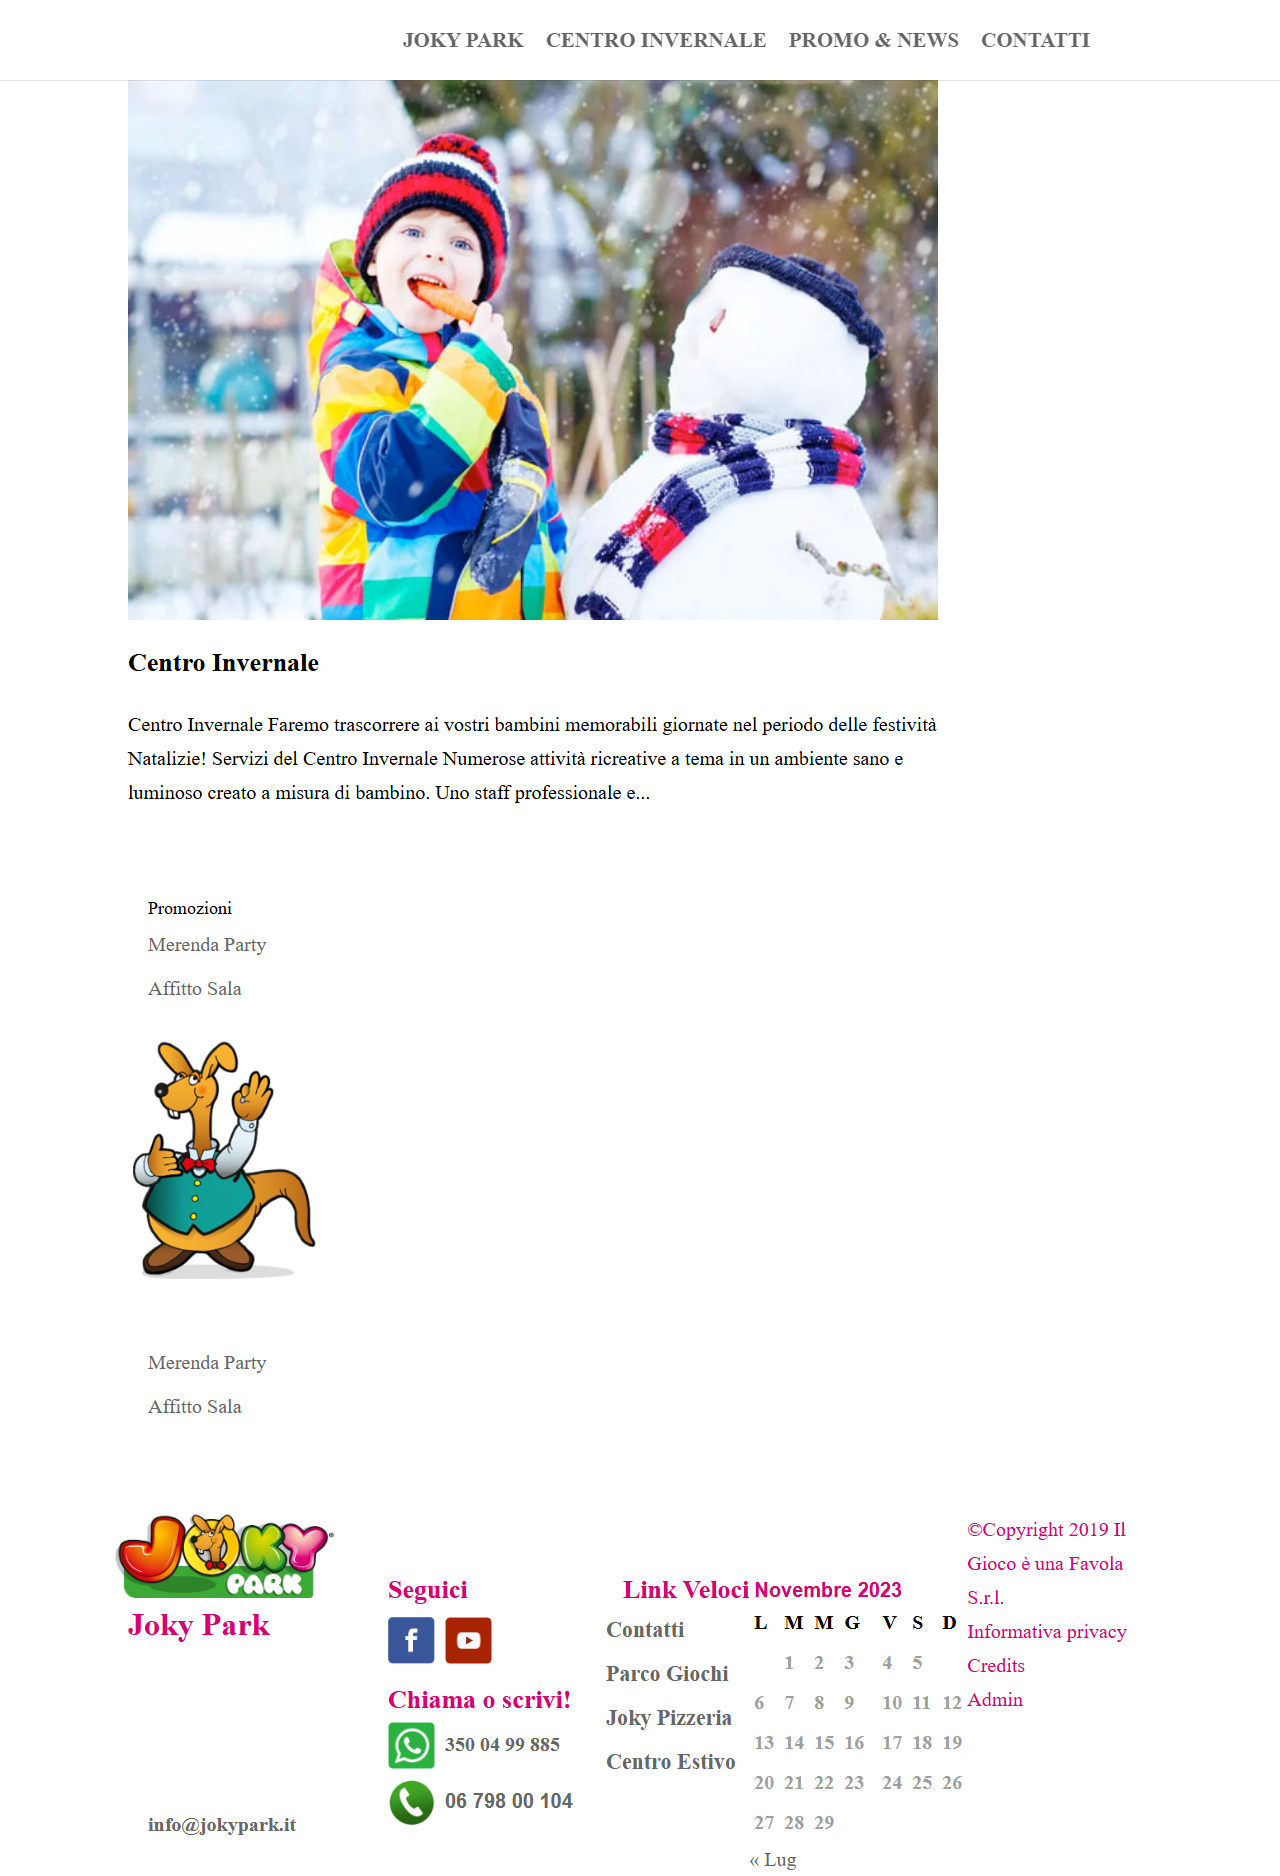 JOKY PARK CENTRO INVERNALE PROMO & NEWS CONTATTI
Centro Invernale
Centro Invernale Faremo trascorrere ai vostri bambini memorabili giornate nel periodo delle festività
Natalizie! Servizi del Centro Invernale Numerose attività ricreative a tema in un ambiente sano e
luminoso creato a misura di bambino. Uno staff professionale e...
Promozioni
Merenda Party
Affitto Sala
Merenda Party
Affitto Sala
JOKY PARK
Joky Park
info@jokypark.it
Seguici
Chiama o scrivi!
350 04 99 885
06 798 00 104
Link Veloci
Contatti
Parco Giochi
Joky Pizzeria
Centro Estivo
Novembre 2023
L M M G V S D
1 2 3 4 5
6 7 8 9 10 11 12
13 14 15 16 17 18 19
20 21 22 23 24 25 26
27 28 29
« Lug
©Copyright 2019 Il
Gioco è una Favola
S.r.l.
Informativa privacy
Credits
Admin